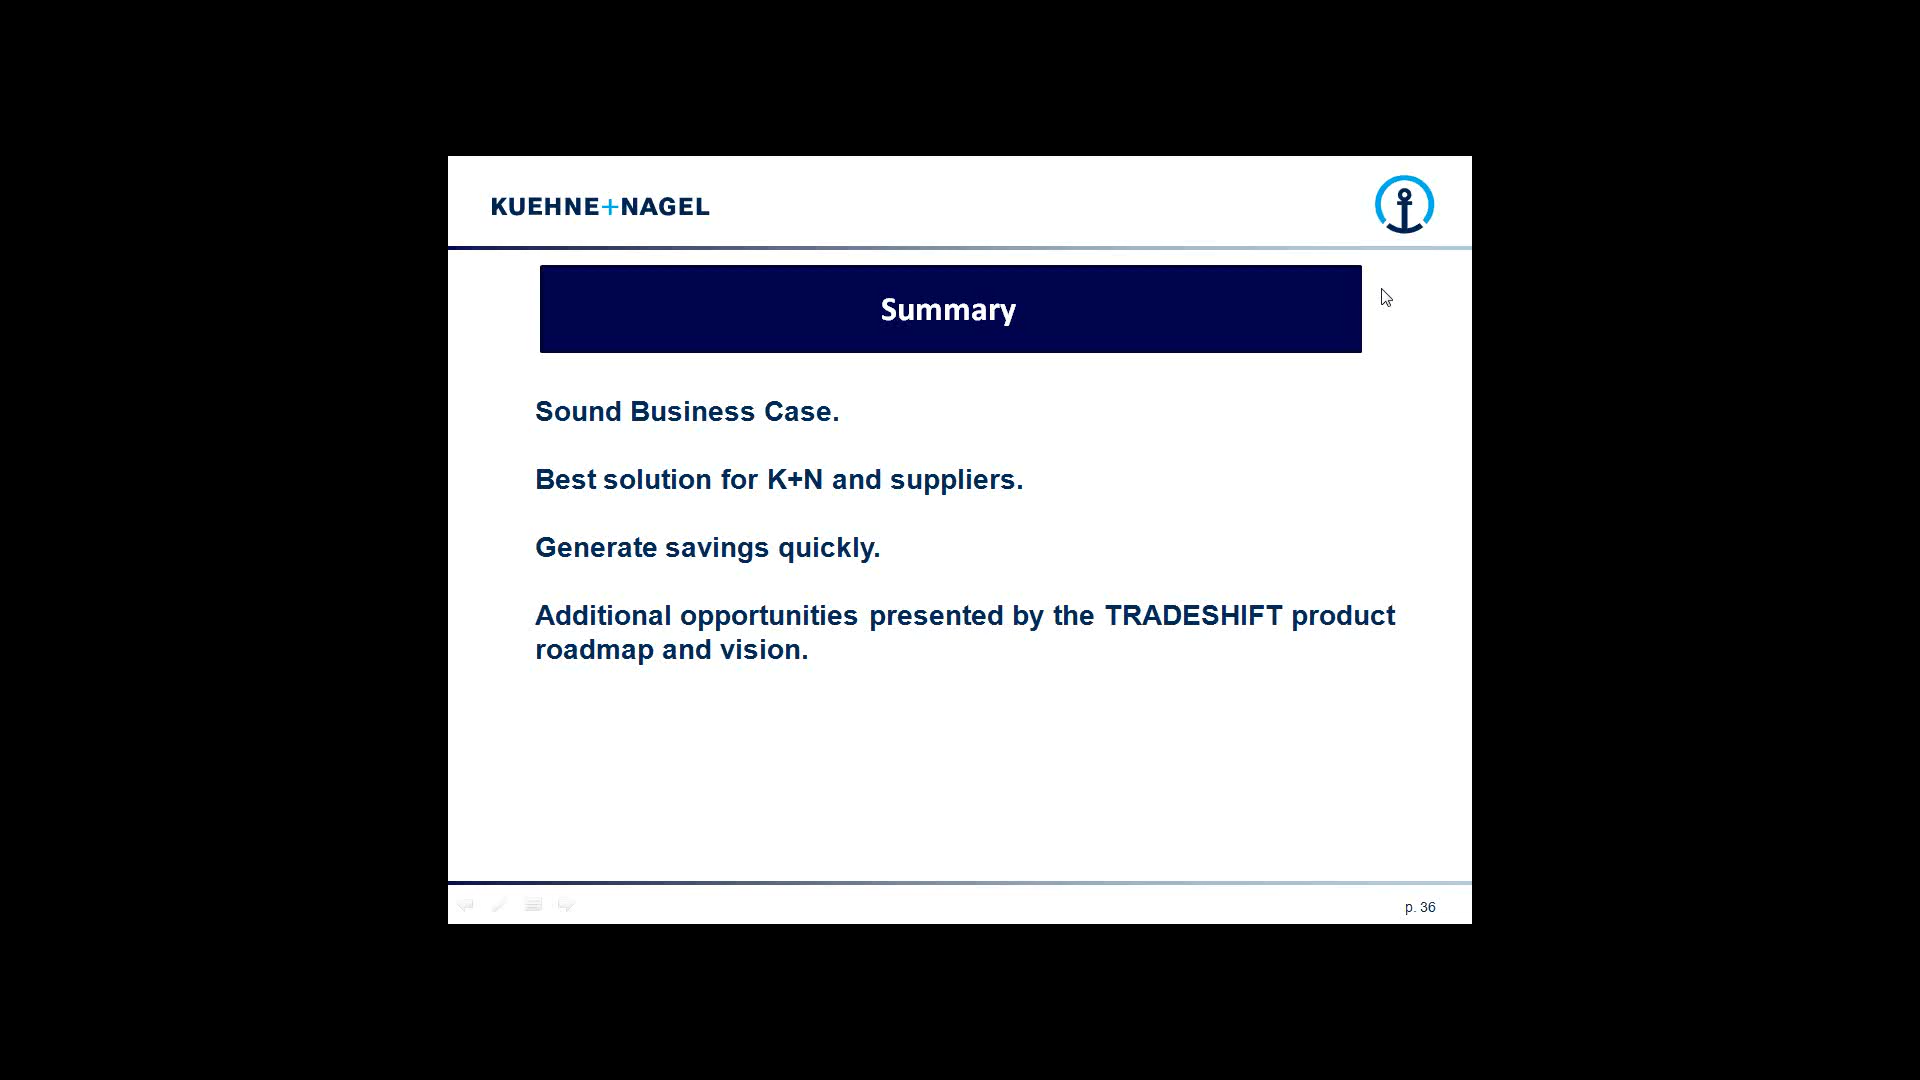 KUEHNE+NAGEL
Summary
Sound Business Case.
Best solution for K+N and suppliers.
Generate savings quickly.
Additional opportunities presented by the TRADESHIFT product
roadmap and vision.
p. 36